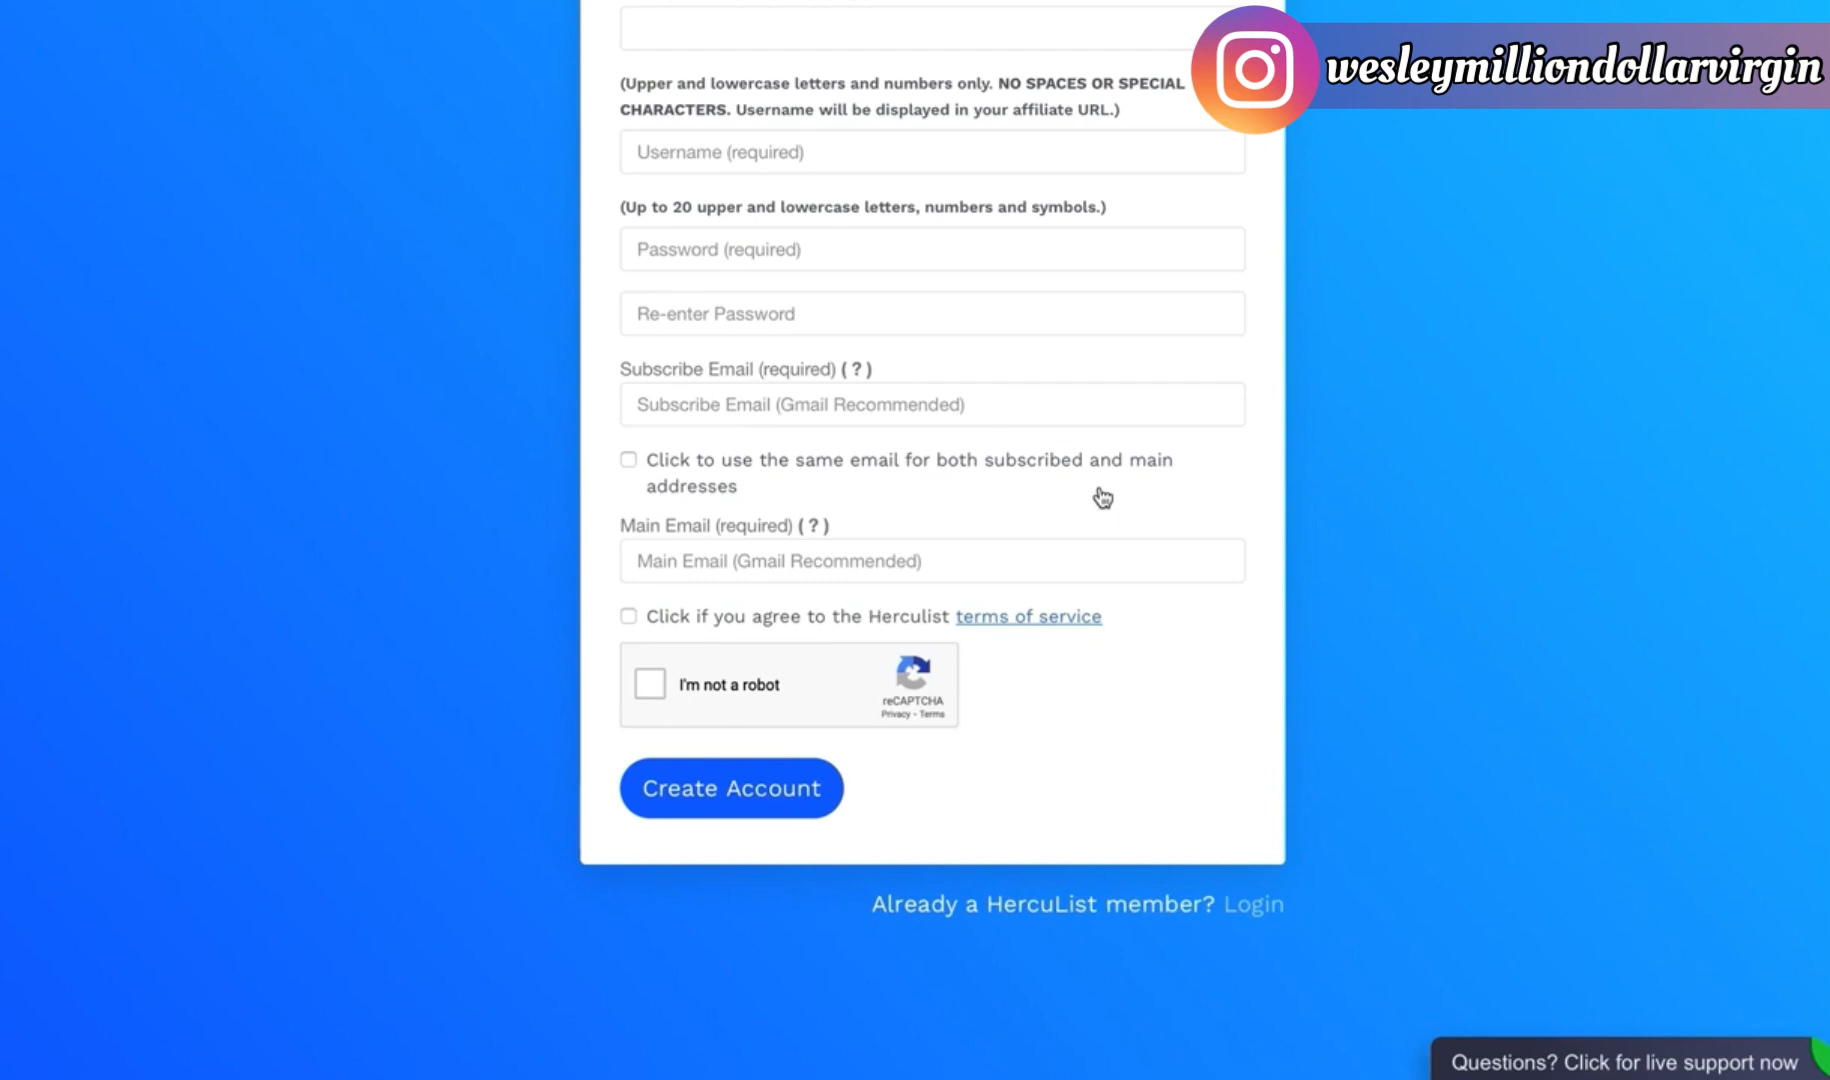 wesleymilliondollarvirgin
(Upper and lowercase letters and numbers only. NO SPACES OR SPECIAL
CHARACTERS. Username will be displayed in your affiliate URL.)
Username (required)
(Up to 20 upper and lowercase letters, numbers and symbols.)
Password (required)
Re-enter Password
Subscribe Email (required) ( ? )
Subscribe Email (Gmail Recommended)
Click to use the same email for both subscribed and main
addresses
Main Email (required) ( ? )
Main Email (Gmail Recommended)
Click if you agree to the Herculist terms of service
I'm not a robot
reCAPTCHA
Privacy - Terms
Create Account
Already a HercuList member? Login
Questions? Click for live support now